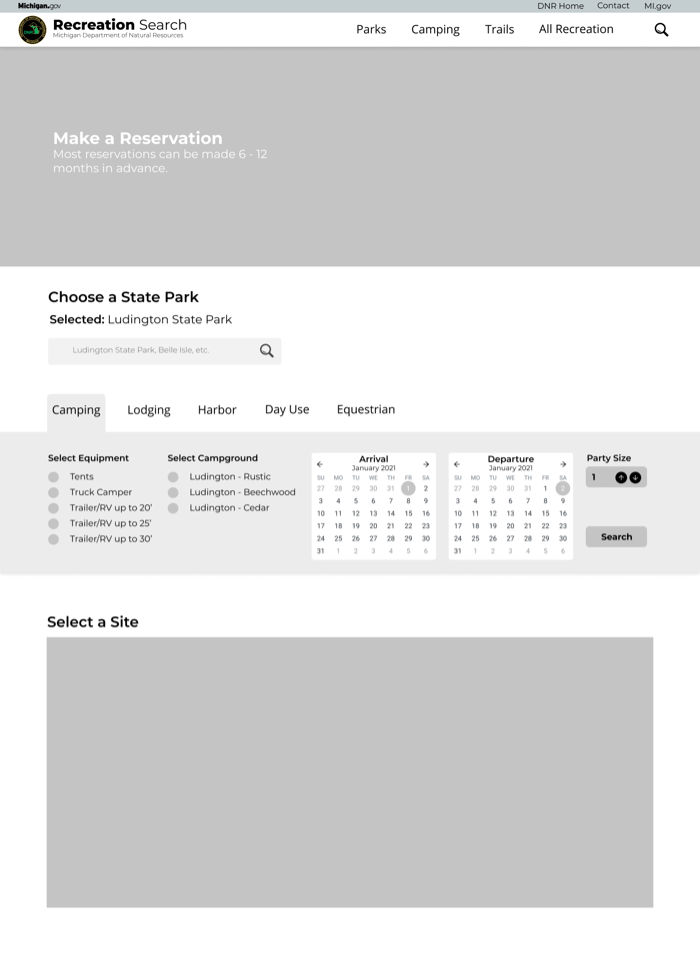 Michigan.gov
DNR Home Contact MI.gov
Recreation Search
Michigan Department of Natural Resources
Parks Camping Trails All Recreation
Make a Reservation
Most reservations can be made 6 - 12
months in advance.
Choose a State Park
Selected: Ludington State Park
Ludington State Park, Belle Isle, etc.
Camping Lodging Harbor Day Use Equestrian
Select Equipment
Tents
Truck Camper
Trailer/RV up to 20'
Trailer/RV up to 25'
Trailer/RV up to 30'
Select Campground
Ludington - Rustic
Ludington - Beechwood
Ludington - Cedar
Arrival
January 2021
SU MO TU WE TH FR SA
27 28 29 30 31 1 2
3 4 5 6 7 8 9
10 11 12 13 14 15 16
17 18 19 20 21 22 23
24 25 26 27 28 29 30
31 1 2 3 4 5 6
Departure
January 2021
SU MO TU WE TH FR SA
27 28 29 30 31 1 2
3 4 5 6 7 8 9
10 11 12 13 14 15 16
17 18 19 20 21 22 23
24 25 26 27 28 29 30
31 1 2 3 4 5 6
Party Size
1
Search
Select a Site